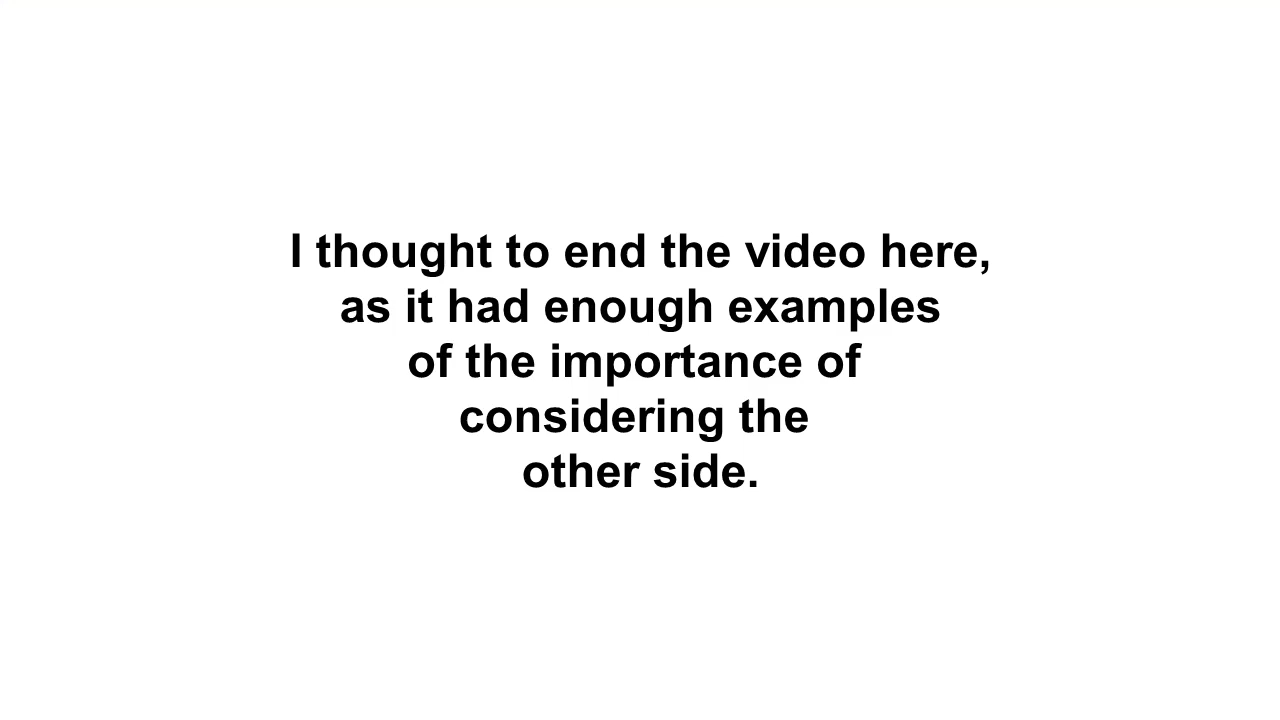 I thought to end the video here,
as it had enough examples
of the importance of
considering the
other side.